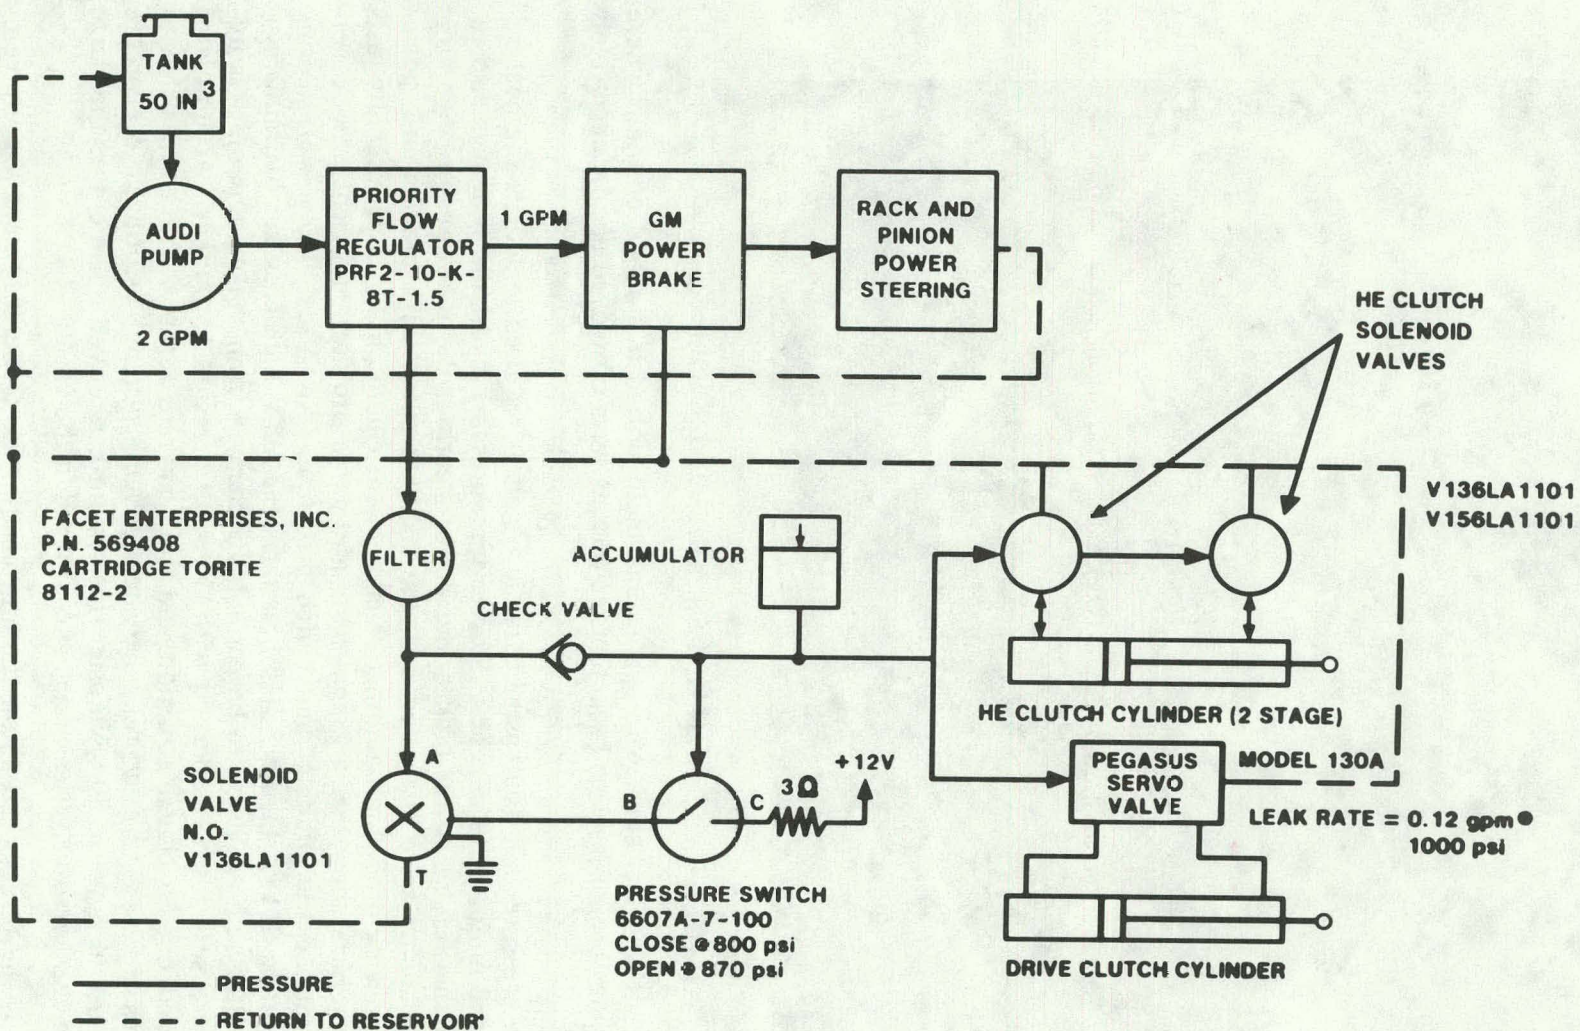 TANK
50 IN³
AUDI
PUMP
2 GPM
PRIORITY
FLOW
REGULATOR
PRF2-10-K-
8T-1.5
1 GPM
GM
POWER
BRAKE
RACK AND
PINION
POWER
STEERING
HE CLUTCH
SOLENOID
VALVES
V136LA1101
V156LA1101
FACET ENTERPRISES, INC.
P.N. 569408
CARTRIDGE TORITE
8112-2
FILTER
ACCUMULATOR
CHECK VALVE
HE CLUTCH CYLINDER (2 STAGE)
SOLENOID
VALVE
N.O.
V136LA1101
A
T
B
C
3Ω
+12V
PEGASUS
SERVO
VALVE
MODEL 130A
LEAK RATE = 0.12 gpm @
1000 psi
PRESSURE SWITCH
6607A-7-100
CLOSE @ 800 psi
OPEN @ 870 psi
DRIVE CLUTCH CYLINDER
PRESSURE
RETURN TO RESERVOIR